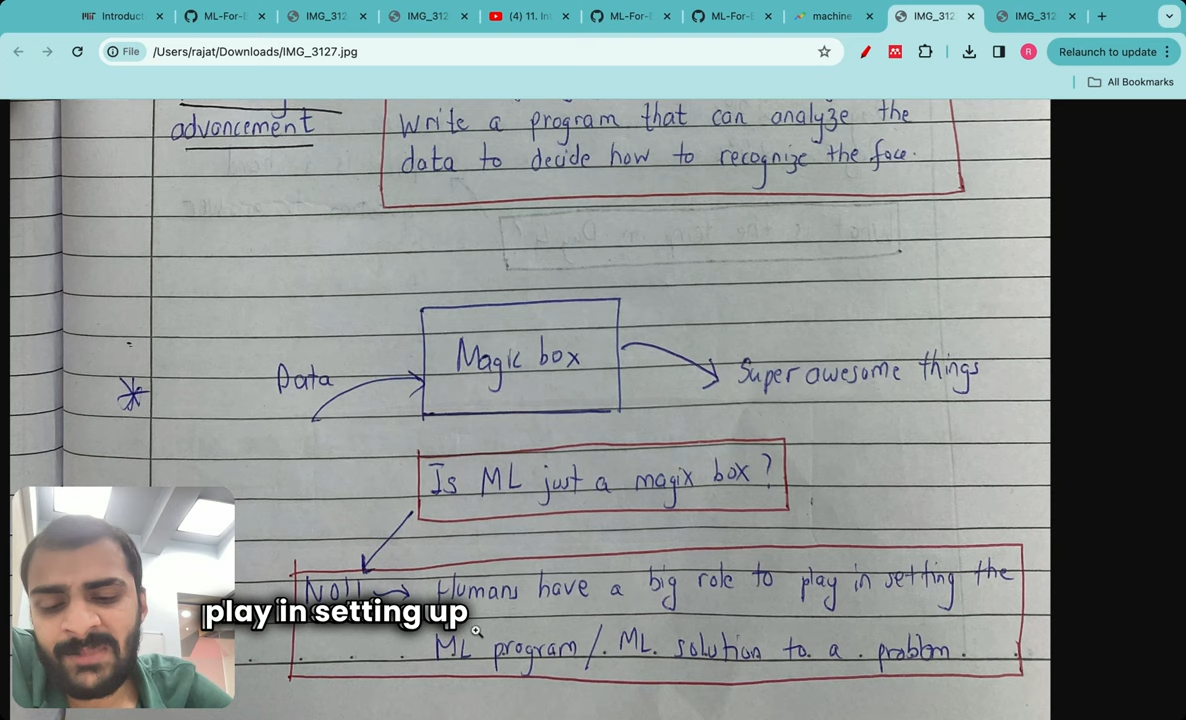 Introduct
ML-For-
IMG_312
IMG_312
(4) 11. In
ML-For-
ML-For-
machine
IMG_312
IMG_312
File /Users/rajat/Downloads/IMG_3127.jpg
R
Relaunch to update
All Bookmarks
advancement
Write a program that can analyze the
data to decide how to recognize the face.
Data
Magic box
Super awesome things
Is ML just a magix box?
No!! → Humans have a big role to play in setting the
ML program/. ML. solution to. a . problem .
play in setting up